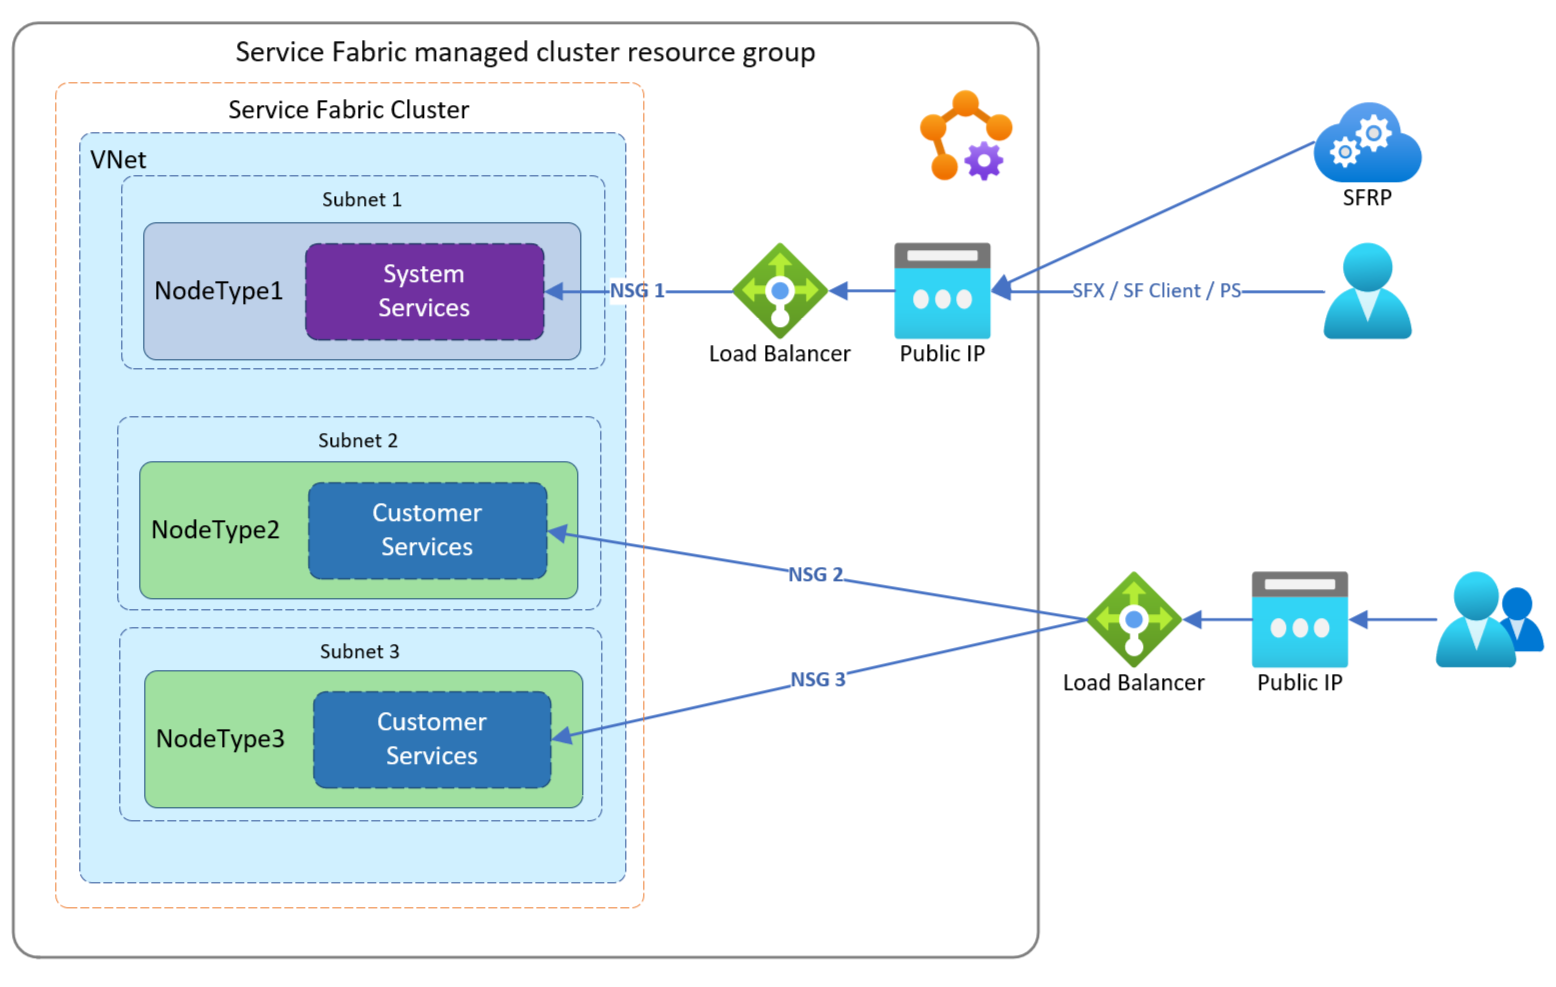 Service Fabric managed cluster resource group
Service Fabric Cluster
VNet
Subnet 1
NodeType1
System
Services
NSG 1
Load Balancer
Public IP
SFX / SF Client / PS
SFRP
Subnet 2
NodeType2
Customer
Services
NSG 2
Subnet 3
NodeType3
Customer
Services
NSG 3
Load Balancer
Public IP